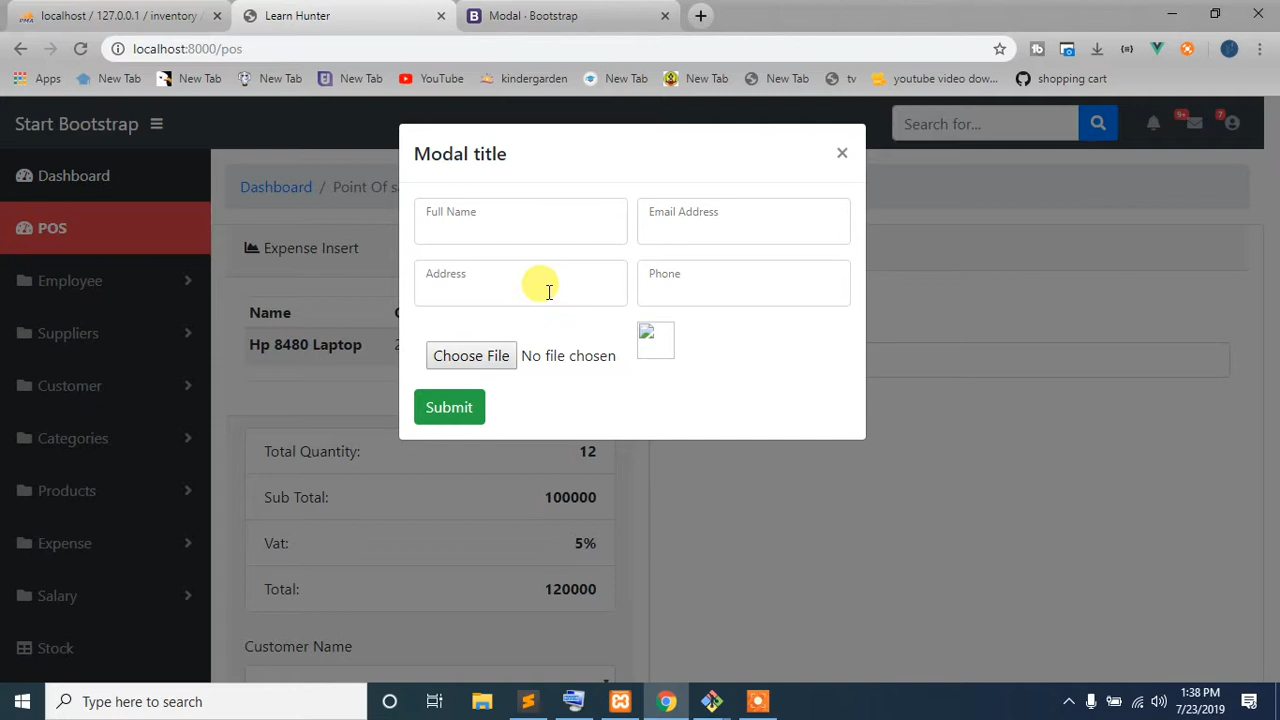 localhost / 127.0.0.1 / inventory
Learn Hunter
Modal · Bootstrap
localhost:8000/pos
Apps
New Tab
New Tab
New Tab
New Tab
YouTube
kindergarden
New Tab
New Tab
New Tab
tv
youtube video dow...
shopping cart
Start Bootstrap
Search for...
9+
7
Modal title
Dashboard
Dashboard / Point Of s
POS
Full Name
Email Address
Expense Insert
Employee
Address
Phone
Name
Suppliers
Hp 8480 Laptop
Choose File No file chosen
Customer
Submit
Categories
Total Quantity: 12
Products
Sub Total: 100000
Expense
Vat: 5%
Salary
Total: 120000
Stock
Customer Name
Type here to search
1:38 PM
7/23/2019